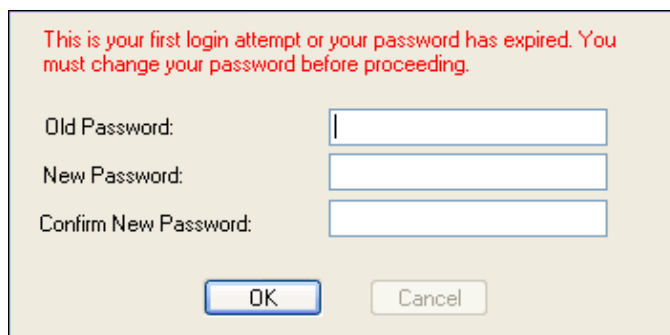 This is your first login attempt or your password has expired. You
must change your password before proceeding.
Old Password:
New Password:
Confirm New Password:
OK
Cancel